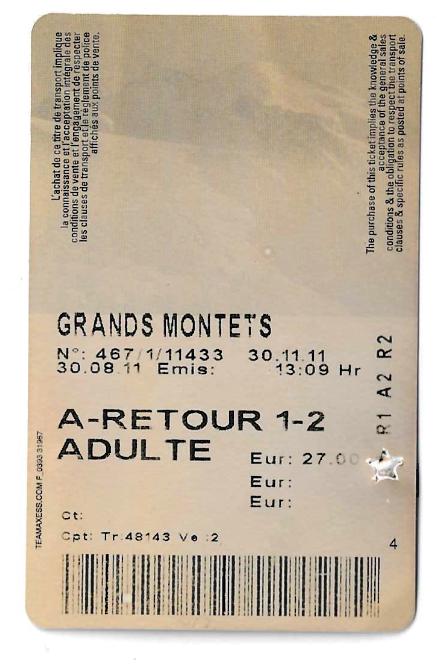 L'achat de ce titre de transport implique
la connaissance et l'acceptation intégrale des
conditions de vente et l'engagement de respecter
les clauses de transport et le règlement de police
affichés aux points de vente.
The purchase of this ticket implies the knowledge &
acceptance of the general sales
conditions & the obligation to respect the transport
clauses & specific rules as posted at points of sale.
GRANDS MONTETS
N°: 467/1/11433 30.11.11
30.08.11 Emis: 13:09 Hr
R1 A2 R2
A-RETOUR 1-2
ADULTE
Eur: 27.00
Eur:
Eur:
Ct:
Cpt: Tr:48143 Ve :2
4
TEAMAXESS.COM F_0393 31967